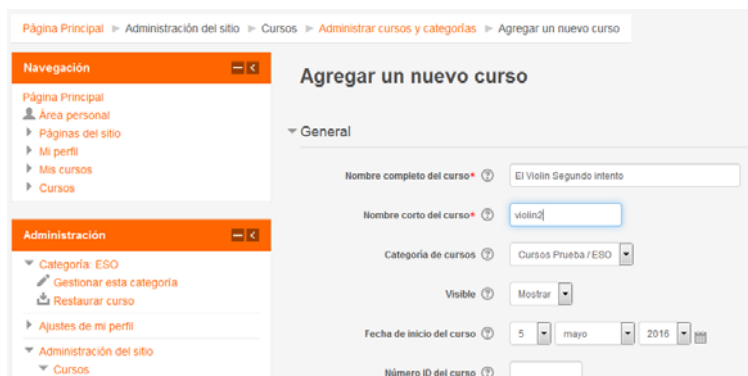 Página Principal ► Administración del sitio ► Cursos ► Administrar cursos y categorías ► Agregar un nuevo curso
Navegación
Página Principal
Área personal
Páginas del sitio
Mi perfil
Mis cursos
Cursos
Administración
Categoría: ESO
Gestionar esta categoría
Restaurar curso
Ajustes de mi perfil
Administración del sitio
Cursos
Agregar un nuevo curso
General
Nombre completo del curso* El Violin Segundo intento
Nombre corto del curso* violin2
Categoría de cursos Cursos Prueba / ESO
Visible Mostrar
Fecha de inicio del curso 5 mayo 2016
Número ID del curso